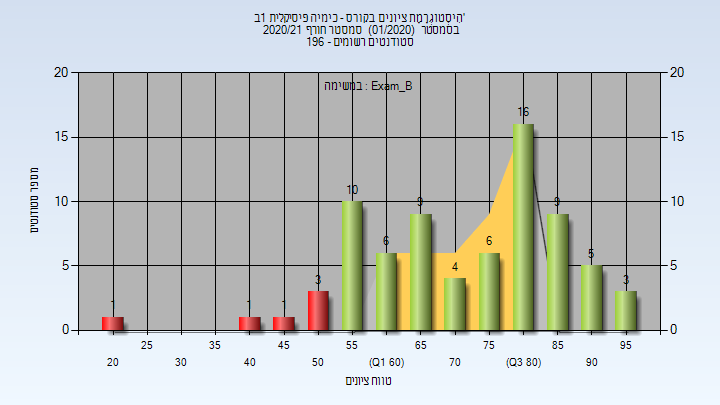 היסטוגרמת ציונים בקורס - כימיה פיסיקלית 1ב'
בסמסטר (01/2020) סמסטר חורף 2020/21
196 - סטודנטים רשומים
במשימה : Exam_B
20 20
15 15
10 10
5 5
0 0
מספר סטודנטים
1 1 1 3 10 6 9 4 6 16 9 5 3
25 35 45 55 65 75 85 95
20 30 40 50 (Q1 60) 70 (Q3 80) 90
טווח ציונים